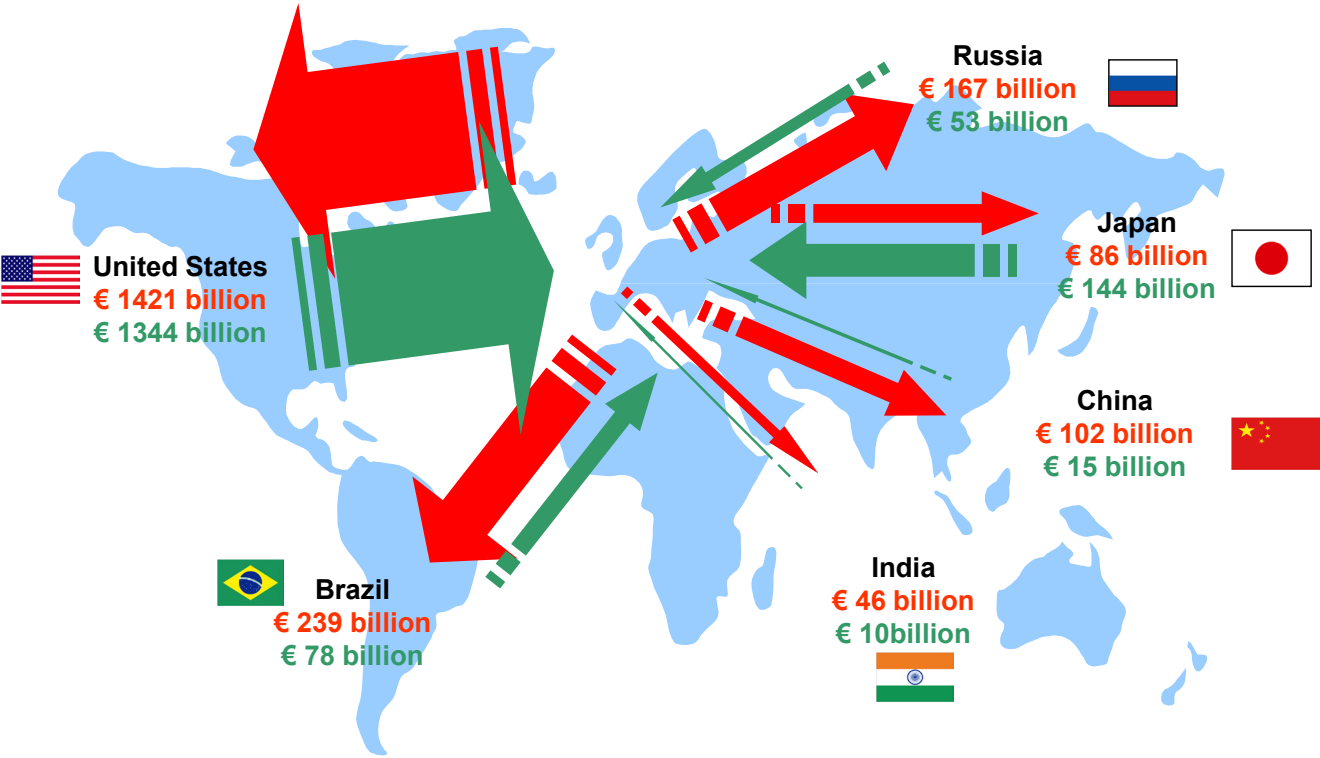 Russia
€ 167 billion
€ 53 billion
Japan
€ 86 billion
€ 144 billion
United States
€ 1421 billion
€ 1344 billion
China
€ 102 billion
€ 15 billion
India
€ 46 billion
€ 10billion
Brazil
€ 239 billion
€ 78 billion